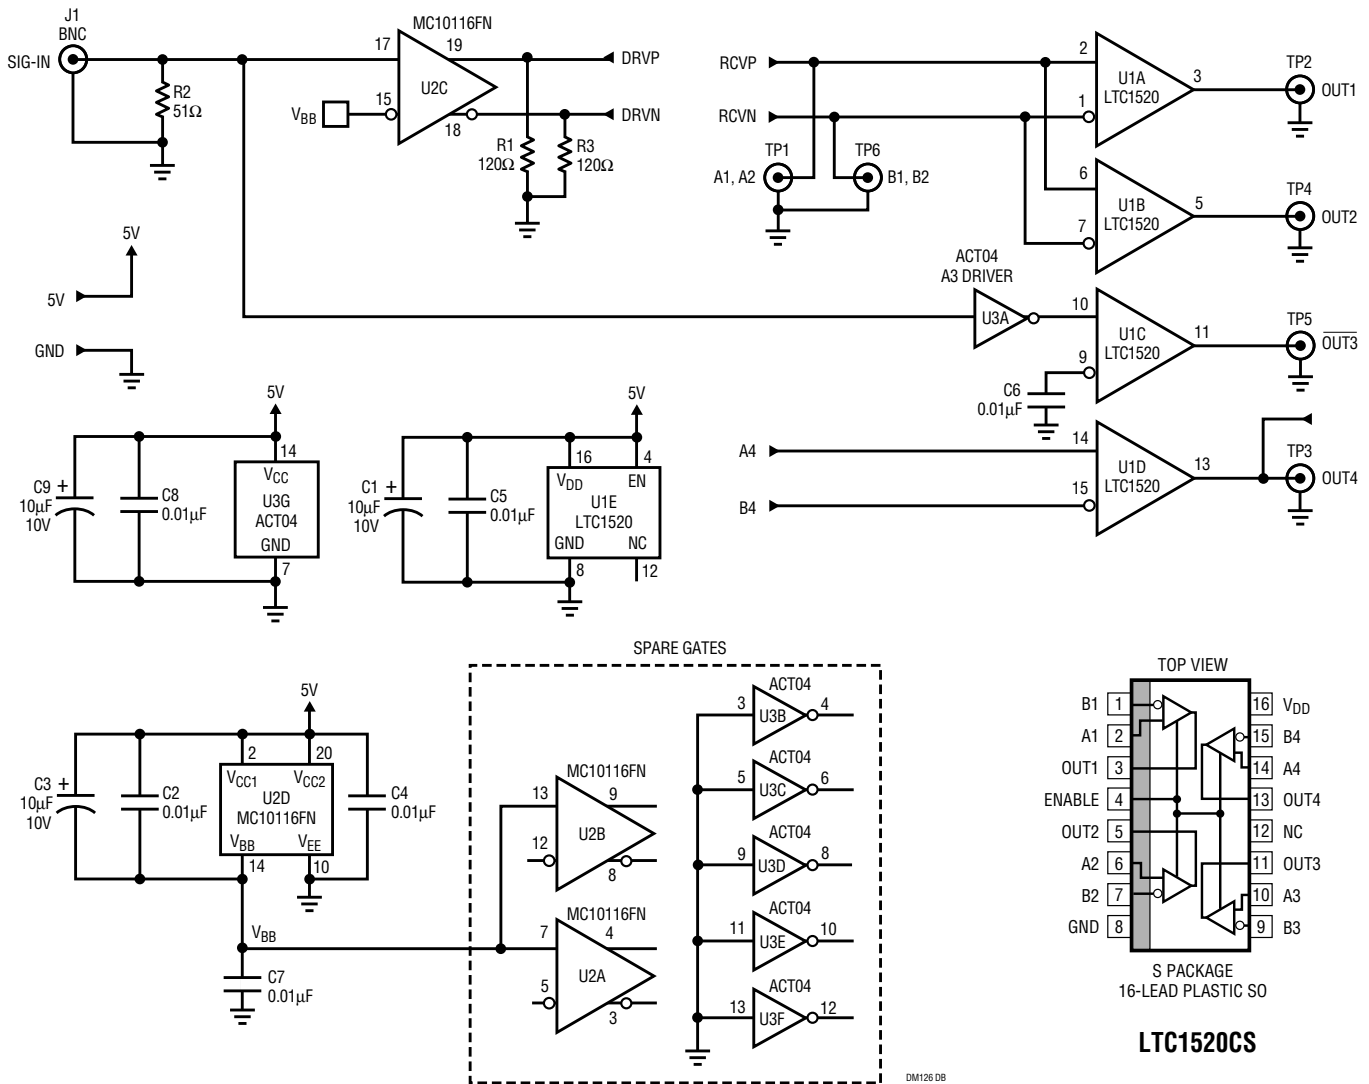 J1
BNC
SIG-IN
R2
51Ω
17
MC10116FN
19
U2C
VBB
15
18
DRVP
DRVN
R1
120Ω
R3
120Ω
RCVP
RCVN
TP1
A1, A2
TP6
B1, B2
2
1
U1A
LTC1520
3
TP2
OUT1
6
7
U1B
LTC1520
5
TP4
OUT2
ACT04
A3 DRIVER
U3A
10
9
U1C
LTC1520
11
TP5
OUT3
C6
0.01µF
A4
B4
14
15
U1D
LTC1520
13
TP3
OUT4
5V
5V
GND
5V
14
C9
+
10µF
10V
C8
0.01µF
VCC
U3G
ACT04
GND
7
5V
16
4
C1
+
10µF
10V
C5
0.01µF
VDD
EN
U1E
LTC1520
GND
NC
8
12
5V
2
20
C3
+
10µF
10V
C2
0.01µF
VCC1
VCC2
U2D
MC10116FN
VBB
VEE
14
10
C4
0.01µF
VBB
C7
0.01µF
SPARE GATES
MC10116FN
13
9
12
U2B
8
MC10116FN
7
4
5
U2A
3
ACT04
3
U3B
4
ACT04
5
U3C
6
ACT04
9
U3D
8
ACT04
11
U3E
10
ACT04
13
U3F
12
DM126 DB
TOP VIEW
B1 1
A1 2
OUT1 3
ENABLE 4
OUT2 5
A2 6
B2 7
GND 8
16 VDD
15 B4
14 A4
13 OUT4
12 NC
11 OUT3
10 A3
9 B3
S PACKAGE
16-LEAD PLASTIC SO
LTC1520CS